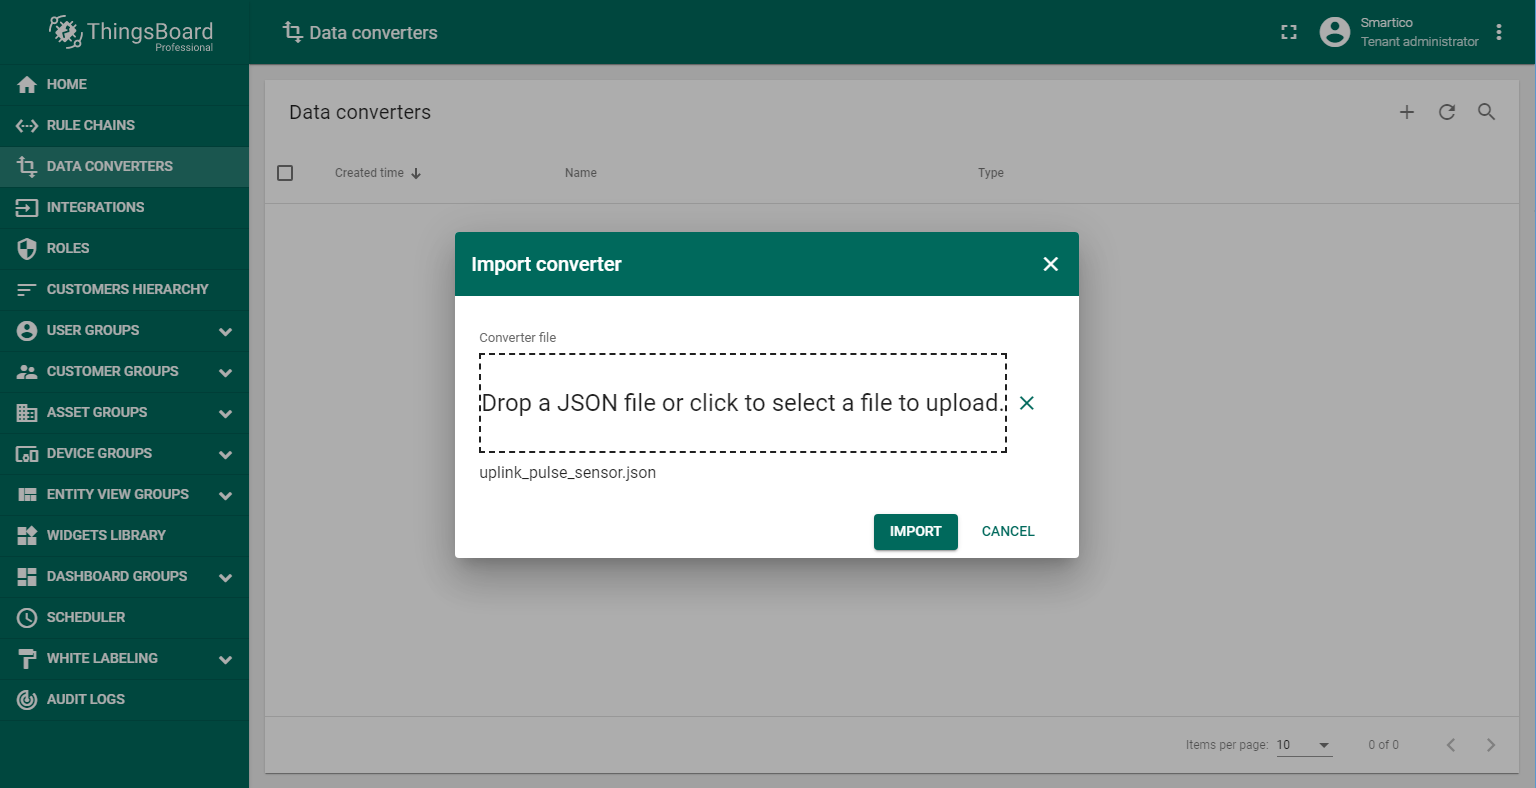 ThingsBoard
Professional
Data converters
Smartico
Tenant administrator
HOME
RULE CHAINS
DATA CONVERTERS
INTEGRATIONS
ROLES
CUSTOMERS HIERARCHY
USER GROUPS
CUSTOMER GROUPS
ASSET GROUPS
DEVICE GROUPS
ENTITY VIEW GROUPS
WIDGETS LIBRARY
DASHBOARD GROUPS
SCHEDULER
WHITE LABELING
AUDIT LOGS
Data converters
Created time Name Type
Import converter
Converter file
Drop a JSON file or click to select a file to upload.
uplink_pulse_sensor.json
IMPORT CANCEL
Items per page: 10 0 of 0